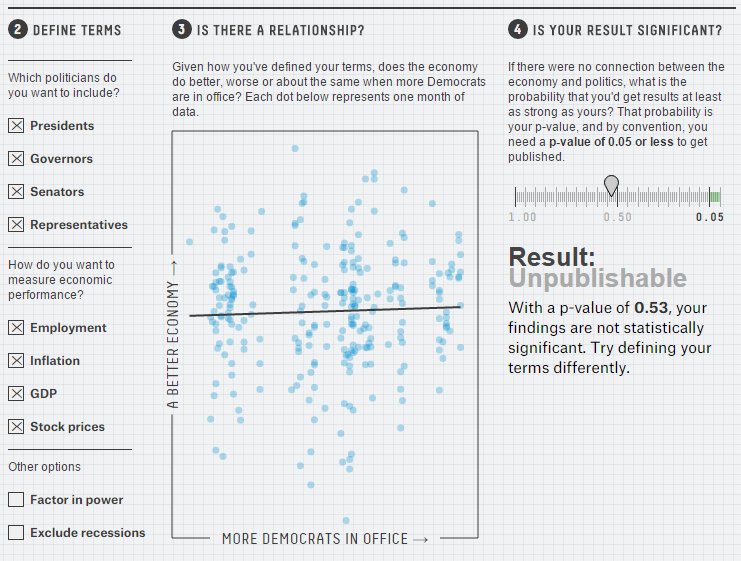 2 DEFINE TERMS
Which politicians do
you want to include?
Presidents
Governors
Senators
Representatives
How do you want to
measure economic
performance?
Employment
Inflation
GDP
Stock prices
Other options
Factor in power
Exclude recessions
3 IS THERE A RELATIONSHIP?
Given how you've defined your terms, does the economy
do better, worse or about the same when more Democrats
are in office? Each dot below represents one month of
data.
A BETTER ECONOMY →
MORE DEMOCRATS IN OFFICE →
4 IS YOUR RESULT SIGNIFICANT?
If there were no connection between the
economy and politics, what is the
probability that you'd get results at least
as strong as yours? That probability is
your p-value, and by convention, you
need a p-value of 0.05 or less to get
published.
1.00 0.50 0.05
Result:
Unpublishable
With a p-value of 0.53, your
findings are not statistically
significant. Try defining your
terms differently.